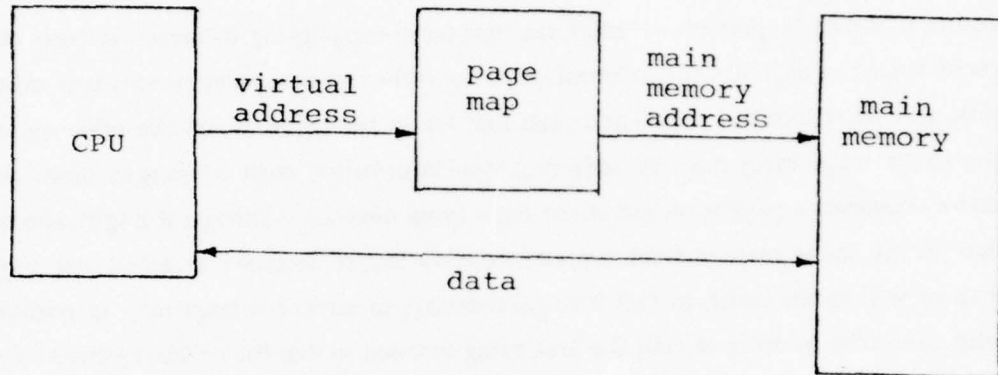 CPU
virtual
address
page
map
main
memory
address
main
memory
data